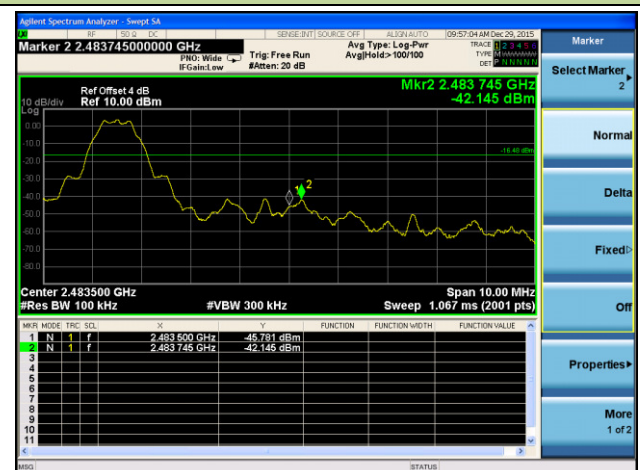 Agilent Spectrum Analyzer - Swept SA
RF 50 Ω DC SENSE:INT SOURCE OFF ALIGN AUTO 09:57:04 AM Dec 29, 2015
Marker 2 2.483745000000 GHz
PNO: Wide
IFGain:Low
Trig: Free Run
#Atten: 20 dB
Avg Type: Log-Pwr
Avg|Hold:> 100/100
TRACE 1 2 3 4 5 6
TYPE M
DET P N N N N N
Ref Offset 4 dB
10 dB/div Ref 10.00 dBm
Log
Mkr2 2.483 745 GHz
-42.145 dBm
0.00
-10.0
-16.40 dBm
-20.0
-30.0
-40.0
2
-50.0
-60.0
-70.0
-80.0
Center 2.483500 GHz Span 10.00 MHz
#Res BW 100 kHz #VBW 300 kHz Sweep 1.067 ms (2001 pts)
MKR MODE TRC SCL X Y FUNCTION FUNCTION WIDTH FUNCTION VALUE
1 N 1 f 2.483 500 GHz -45.781 dBm
2 N 1 f 2.483 745 GHz -42.145 dBm
3
4
5
6
7
8
9
10
11
MSG STATUS
Marker
Select Marker
2
Normal
Delta
Fixed
Off
Properties
More
1 of 2